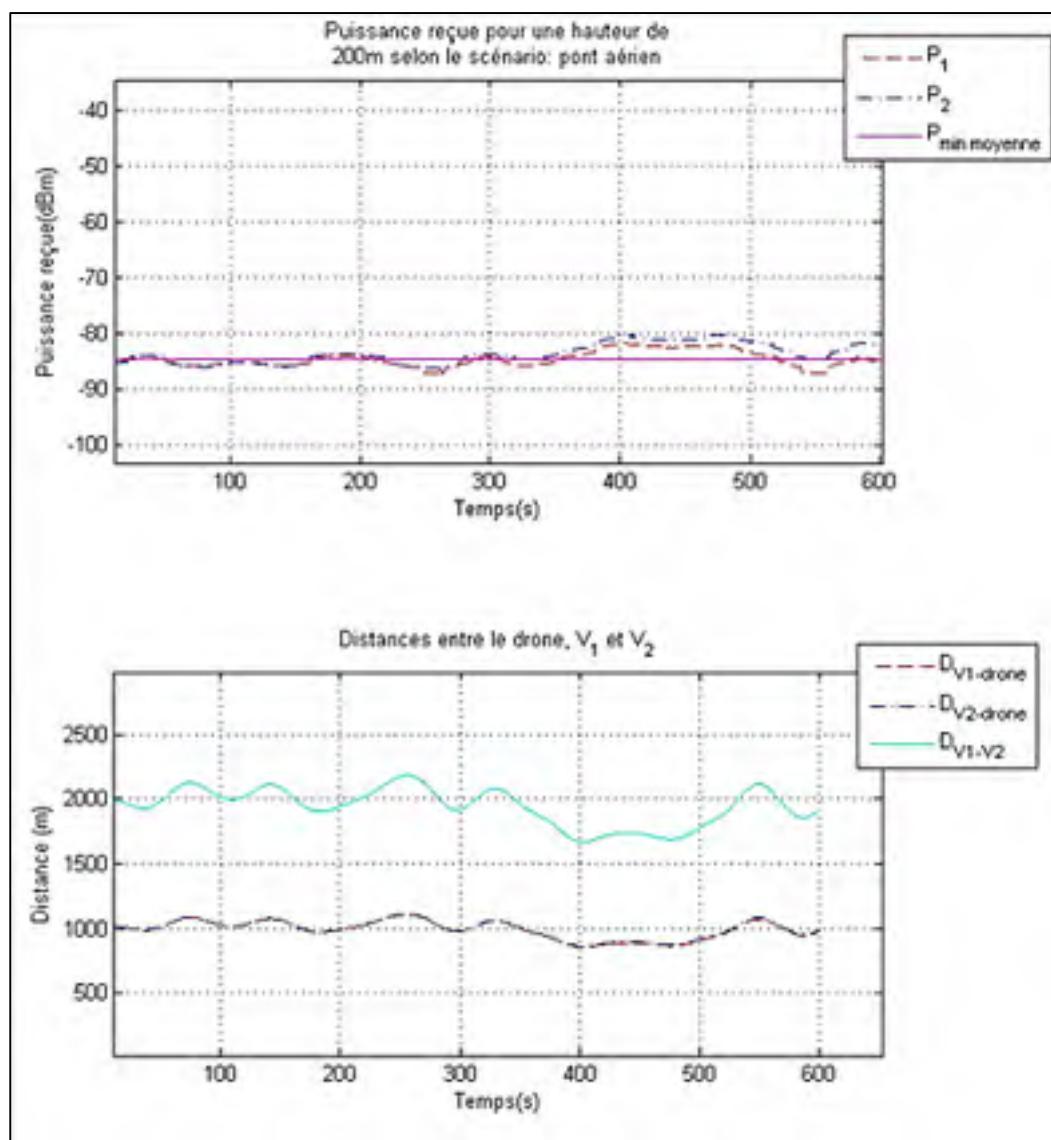 Puissance reçue pour une hauteur de
200m selon le scénario: pont aérien
P1
P2
Pmin moyenne
Puissance reçue(dBm)
-40
-50
-60
-70
-80
-90
-100
100
200
300
400
500
600
Temps(s)
Distances entre le drone, V1 et V2
DV1-drone
DV2-drone
DV1-V2
Distance (m)
2500
2000
1500
1000
500
100
200
300
400
500
600
Temps(s)